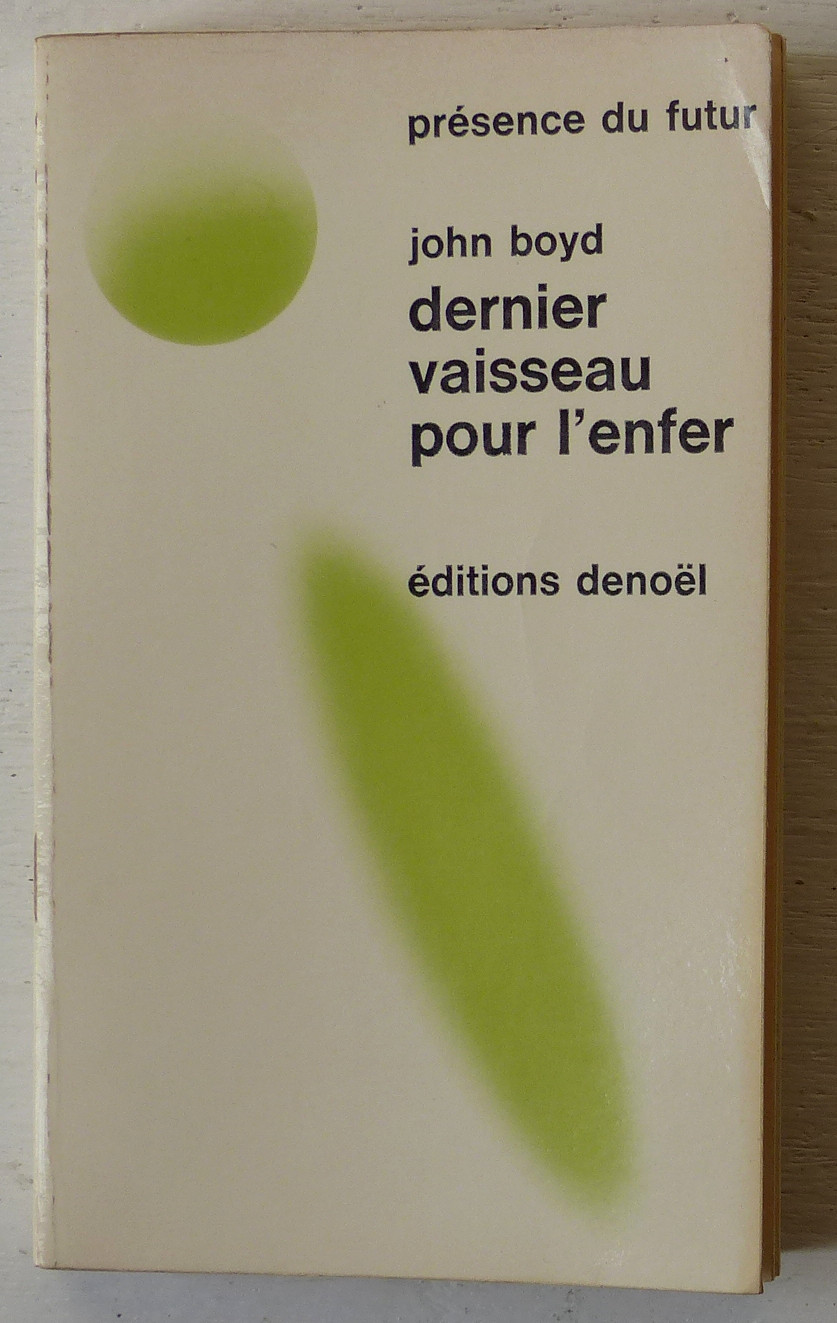 présence du futur
john boyd
dernier
vaisseau
pour l'enfer
éditions denoël